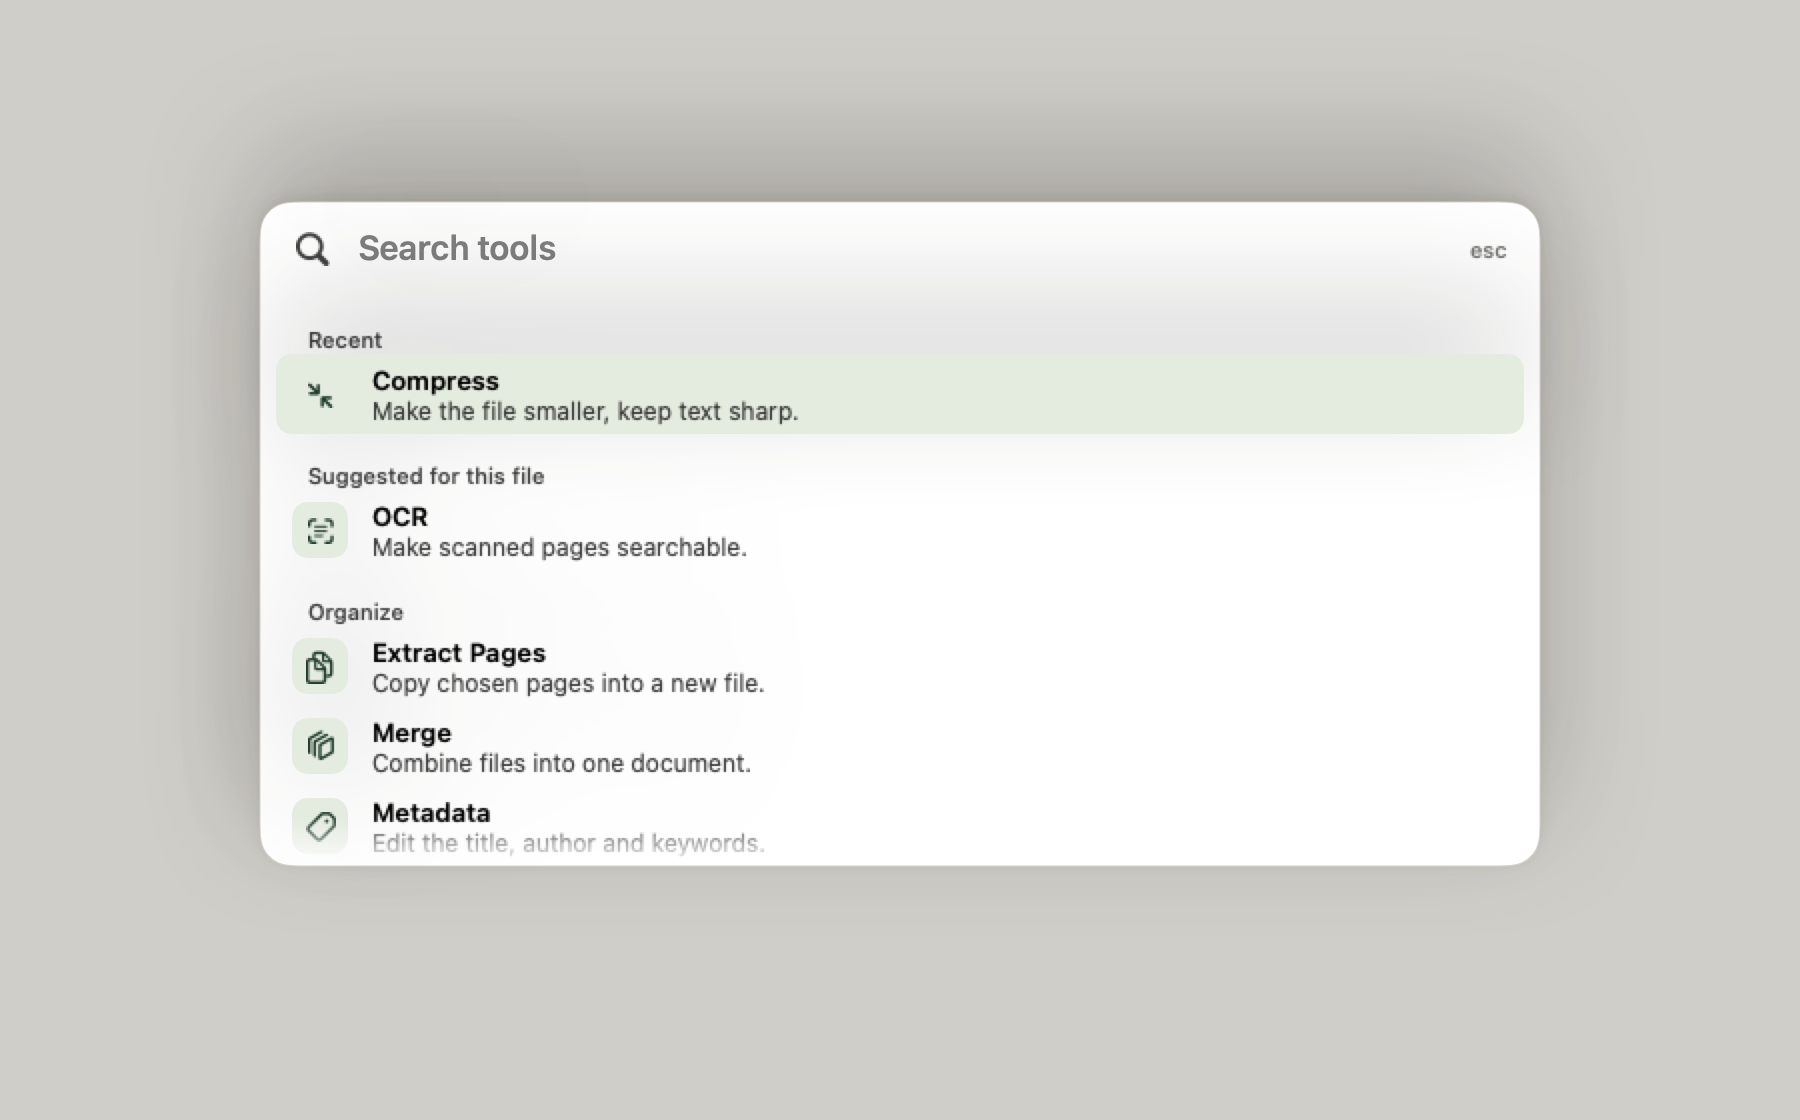 Search tools
esc
Recent
Compress
Make the file smaller, keep text sharp.
Suggested for this file
OCR
Make scanned pages searchable.
Organize
Extract Pages
Copy chosen pages into a new file.
Merge
Combine files into one document.
Metadata
Edit the title, author and keywords.